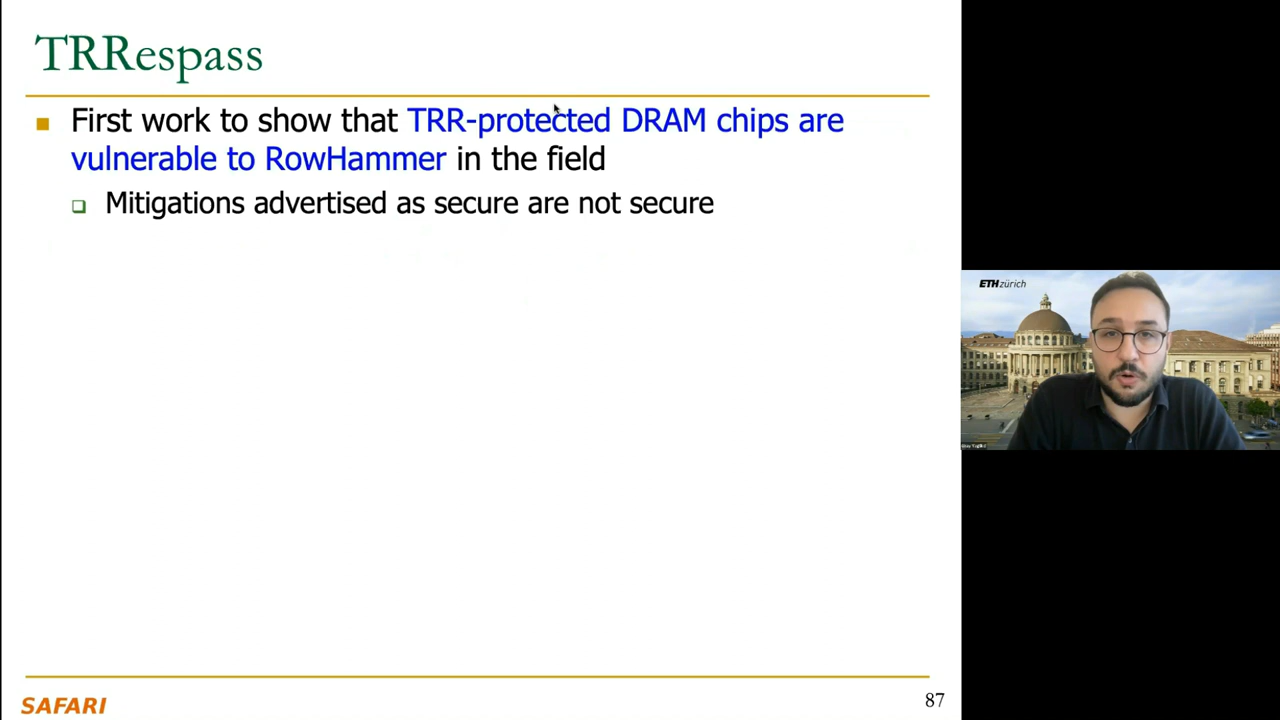 TRRespass
First work to show that TRR-protected DRAM chips are
vulnerable to RowHammer in the field
Mitigations advertised as secure are not secure
ETH zürich
SAFARI
87